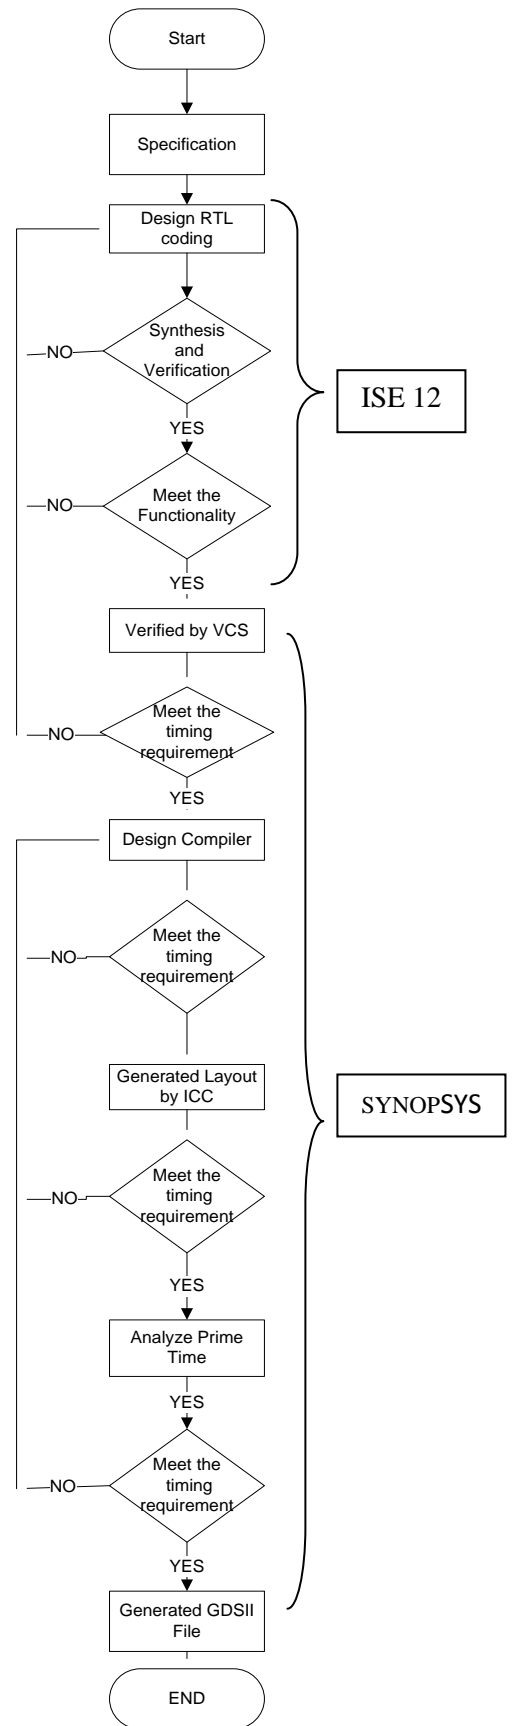 Start
Specification
Design RTL
coding
Synthesis
and
Verification
NO
ISE 12
YES
Meet the
Functionality
NO
YES
Verified by VCS
Meet the
timing
requirement
NO
YES
Design Compiler
Meet the
timing
requirement
NO
Generated Layout
by ICC
SYNOPSYS
Meet the
timing
requirement
NO
YES
Analyze Prime
Time
YES
Meet the
timing
requirement
NO
YES
Generated GDSII
File
END